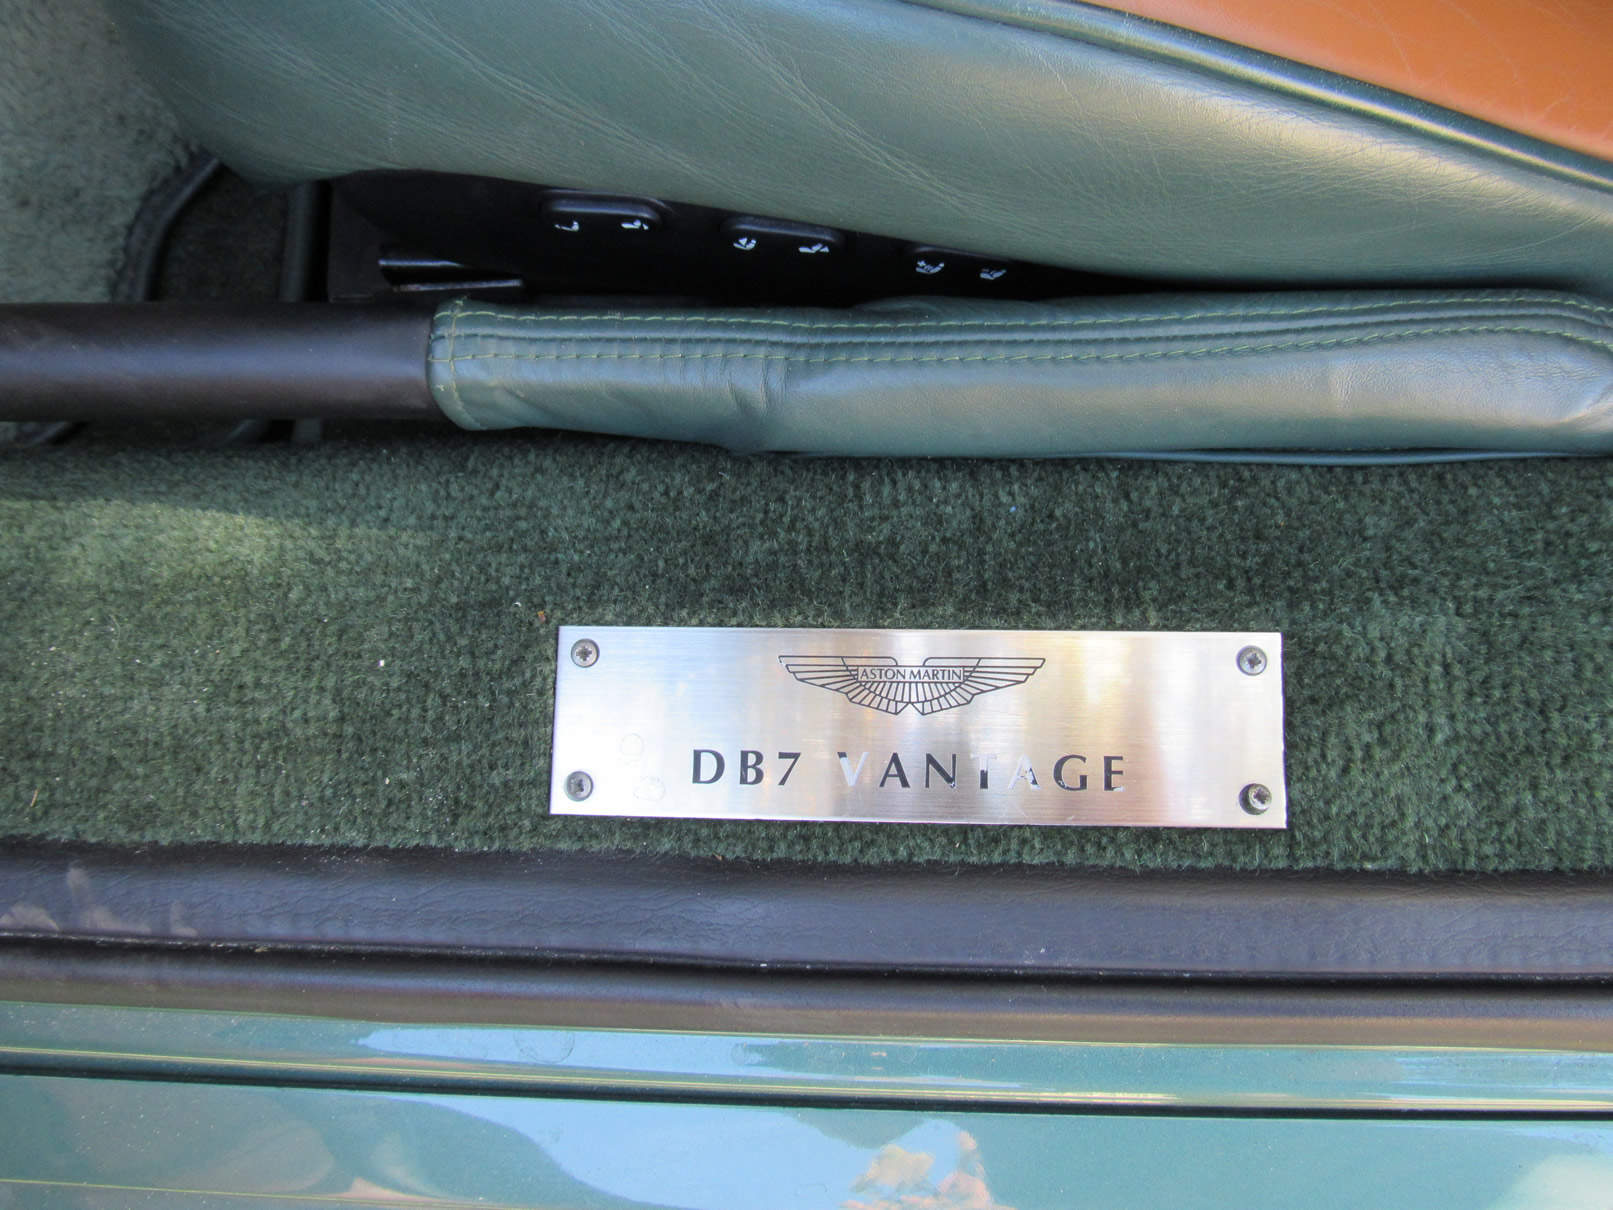 ASTON MARTIN
DB7 VANTAGE